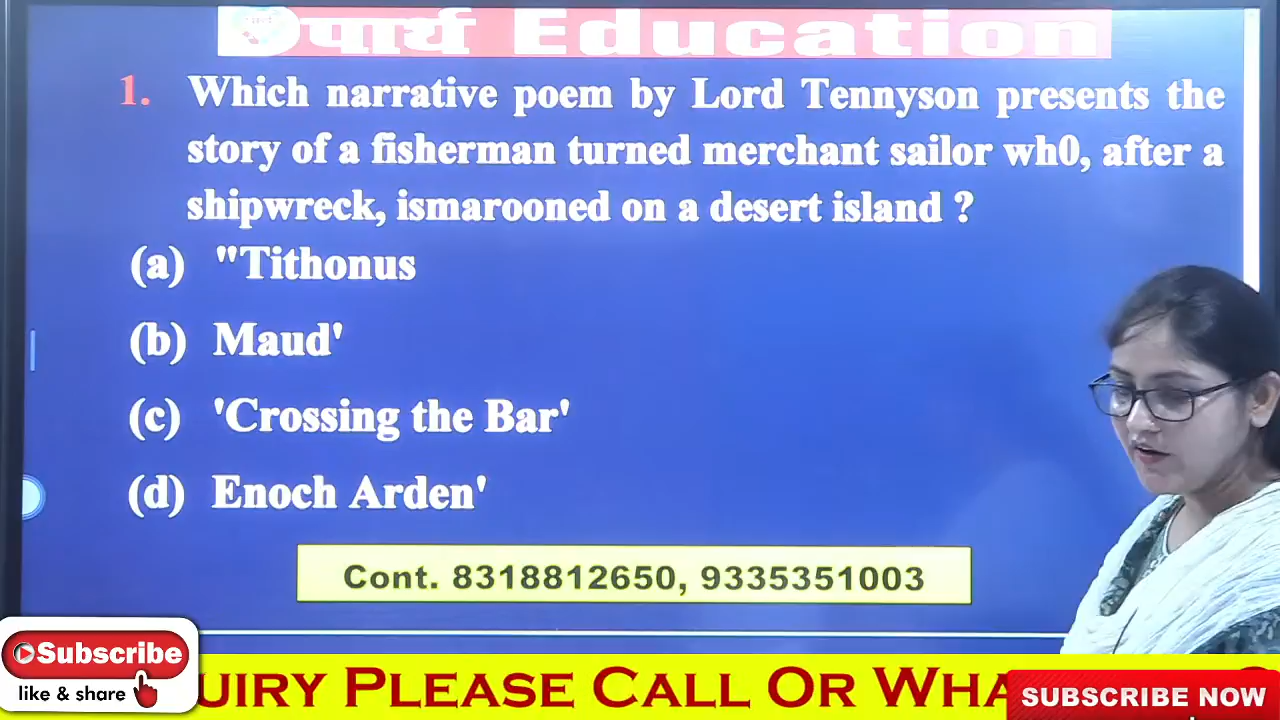 पार्थ Education
1. Which narrative poem by Lord Tennyson presents the
story of a fisherman turned merchant sailor wh0, after a
shipwreck, ismarooned on a desert island ?
(a) "Tithonus
(b) Maud'
(c) 'Crossing the Bar'
(d) Enoch Arden'
Cont. 8318812650, 9335351003
Subscribe
like & share
UIRY PLEASE CALL OR WHA
SUBSCRIBE NOW